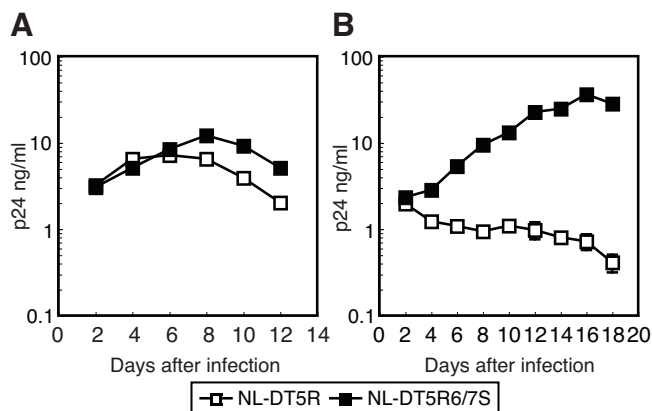 A
B
100
10
1
0.1
p24 ng/ml
0 2 4 6 8 10 12 14
Days after infection
100
10
1
0.1
p24 ng/ml
0 2 4 6 8 10 12 14 16 18 20
Days after infection
NL-DT5R NL-DT5R6/7S